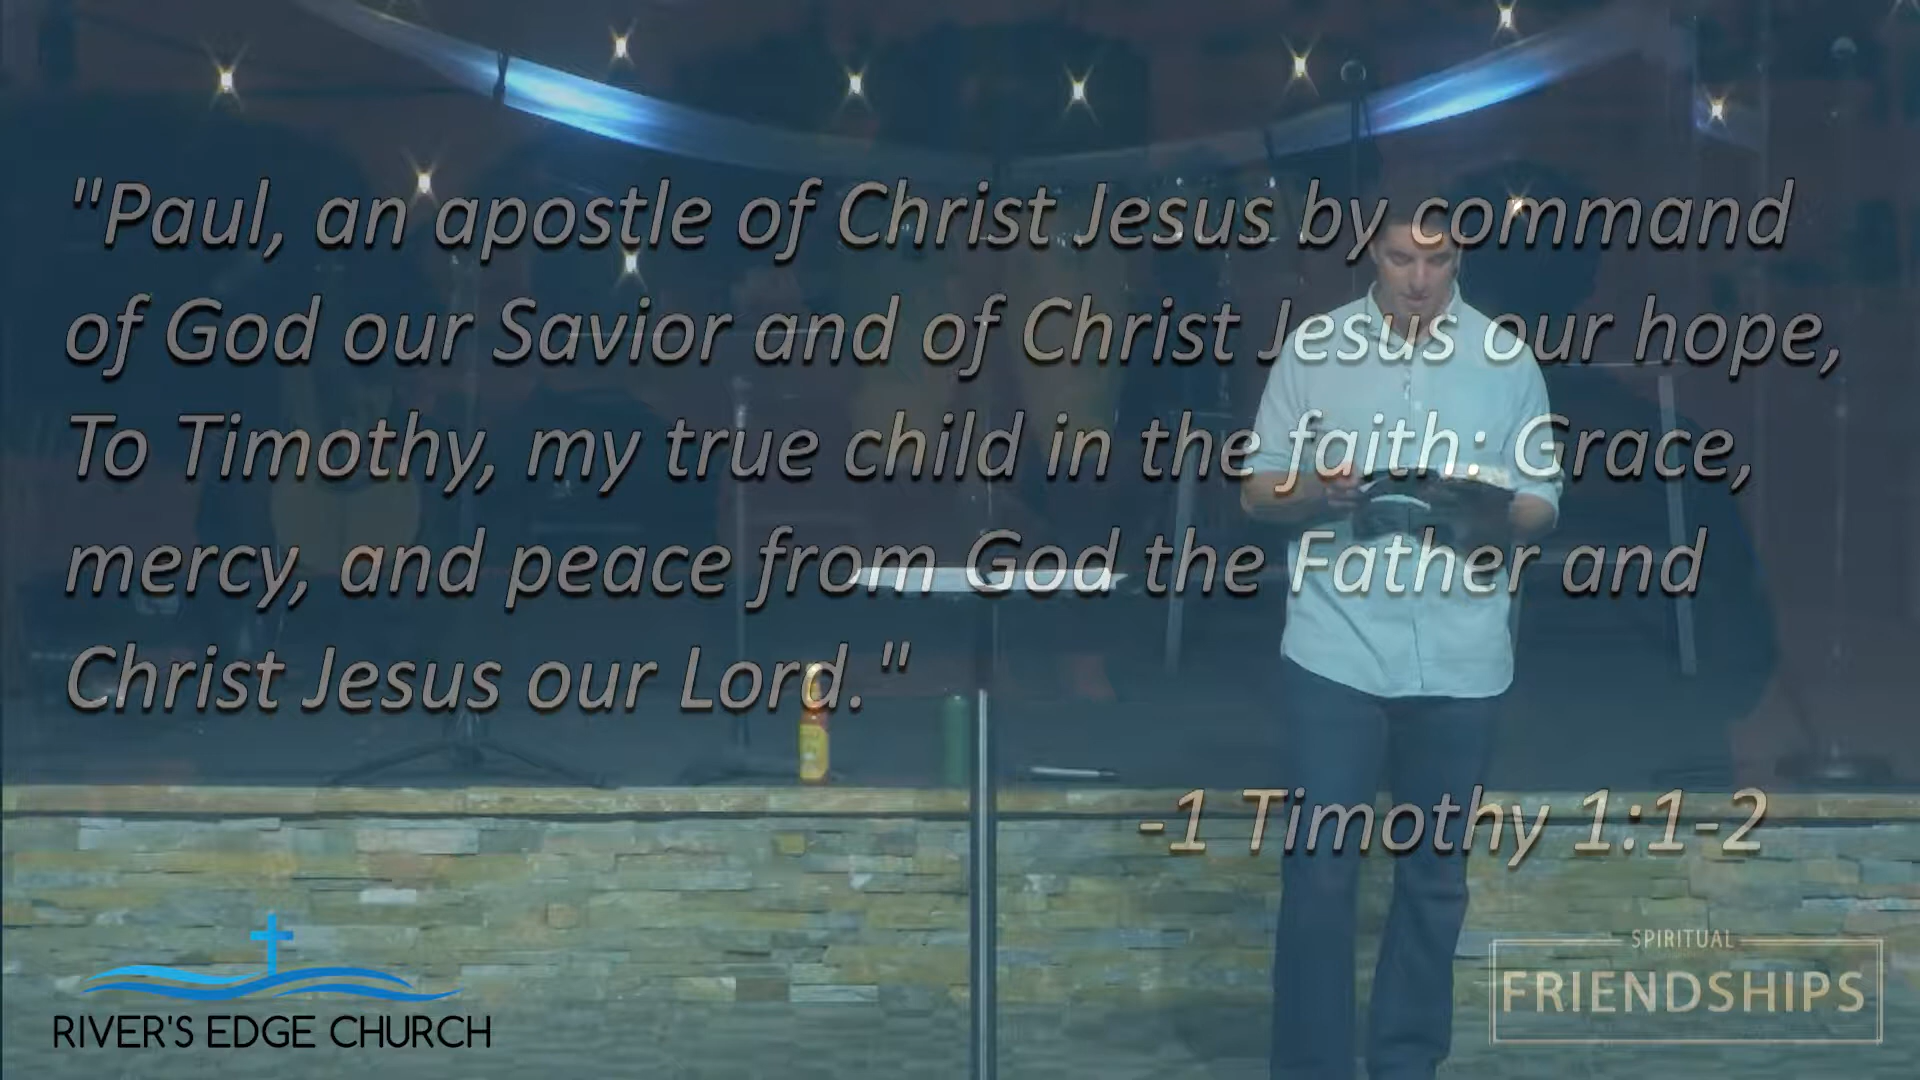 "Paul, an apostle of Christ Jesus by command
of God our Savior and of Christ Jesus our hope,
To Timothy, my true child in the faith: Grace,
mercy, and peace from God the Father and
Christ Jesus our Lord."
-1 Timothy 1:1-2
RIVER'S EDGE CHURCH
SPIRITUAL
FRIENDSHIPS